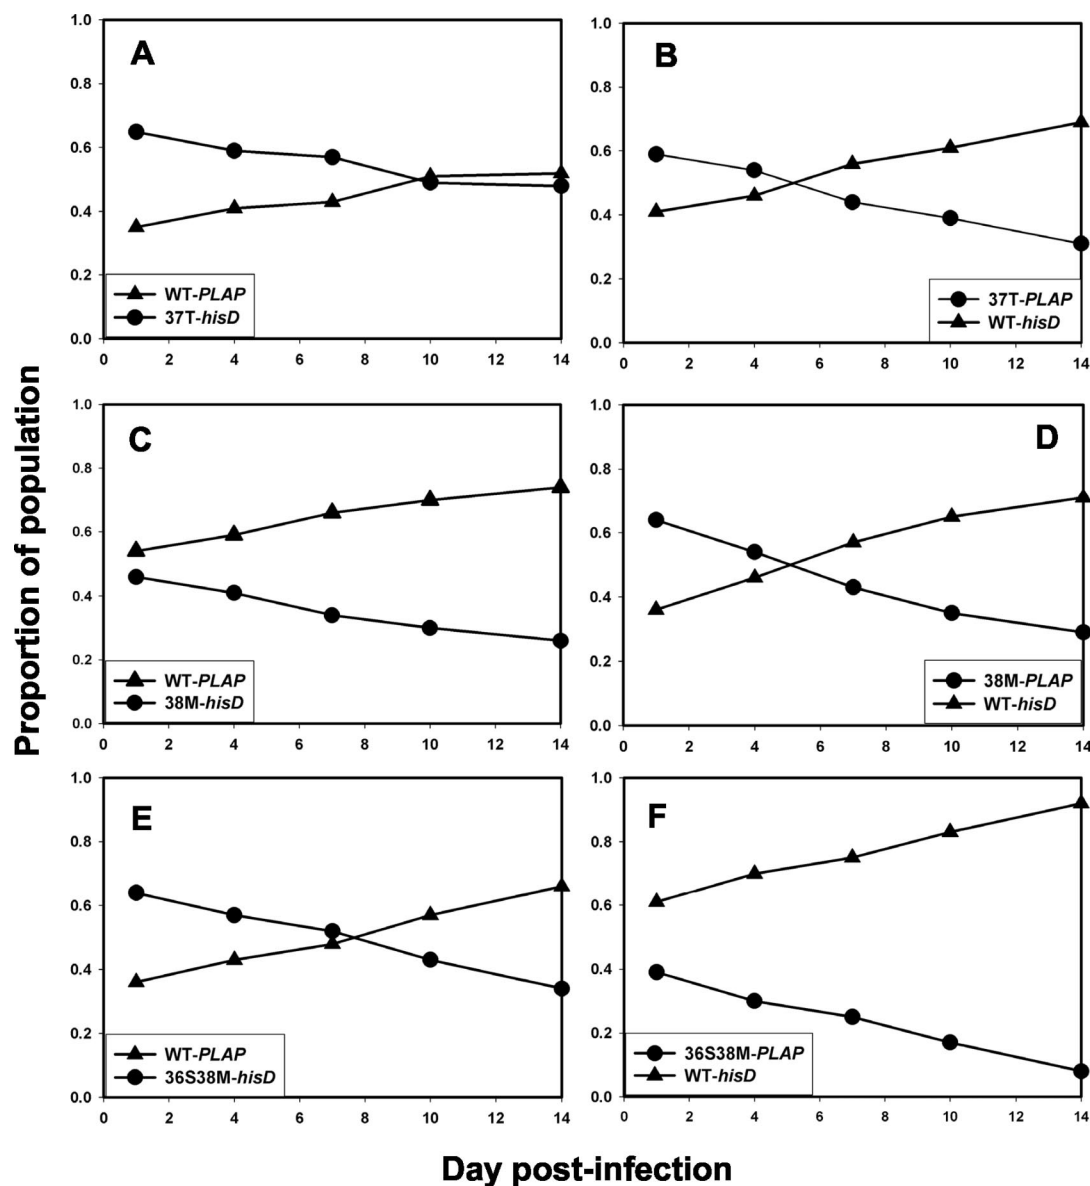 Proportion of population
A
1.0
0.8
0.6
0.4
0.2
0.0
WT-PLAP
37T-hisD
0 2 4 6 8 10 12 14
B
1.0
0.8
0.6
0.4
0.2
0.0
37T-PLAP
WT-hisD
0 2 4 6 8 10 12 14
C
1.0
0.8
0.6
0.4
0.2
0.0
WT-PLAP
38M-hisD
0 2 4 6 8 10 12 14
D
1.0
0.8
0.6
0.4
0.2
0.0
38M-PLAP
WT-hisD
0 2 4 6 8 10 12 14
E
1.0
0.8
0.6
0.4
0.2
0.0
WT-PLAP
36S38M-hisD
0 2 4 6 8 10 12 14
F
1.0
0.8
0.6
0.4
0.2
0.0
36S38M-PLAP
WT-hisD
0 2 4 6 8 10 12 14
Day post-infection